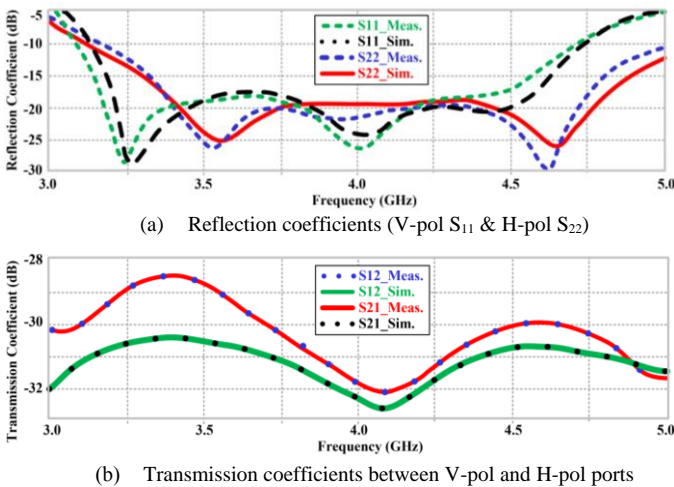 -5
-10
-15
-20
-25
-30
Reflection Coefficient (dB)
S11_Meas.
S11_Sim.
S22_Meas.
S22_Sim.
3.0 3.5 4.0 4.5 5.0
Frequency (GHz)
(a) Reflection coefficients (V-pol S11 & H-pol S22)
-28
-30
-32
Transmission Coefficient (dB)
S12_Meas.
S12_Sim.
S21_Meas.
S21_Sim.
3.0 3.5 4.0 4.5 5.0
Frequency (GHz)
(b) Transmission coefficients between V-pol and H-pol ports